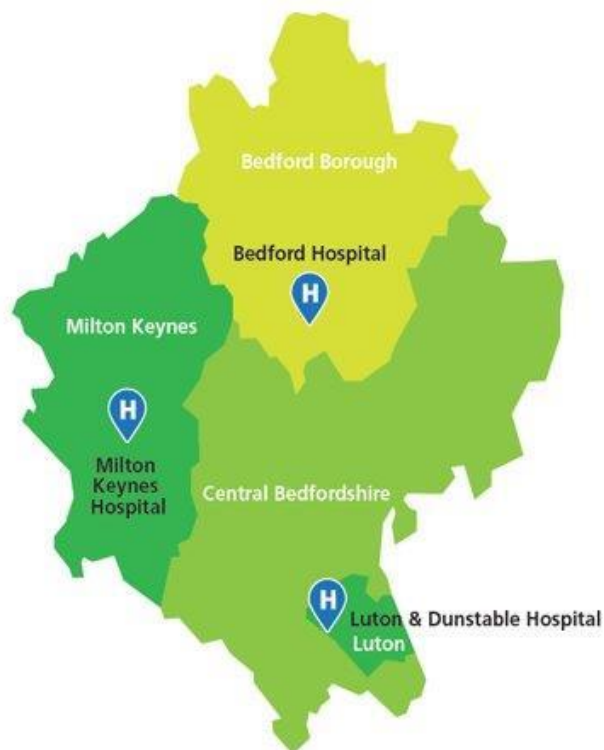 Bedford Borough
Bedford Hospital
H
Milton Keynes
H
Milton
Keynes
Hospital
Central Bedfordshire
H
Luton & Dunstable Hospital
Luton